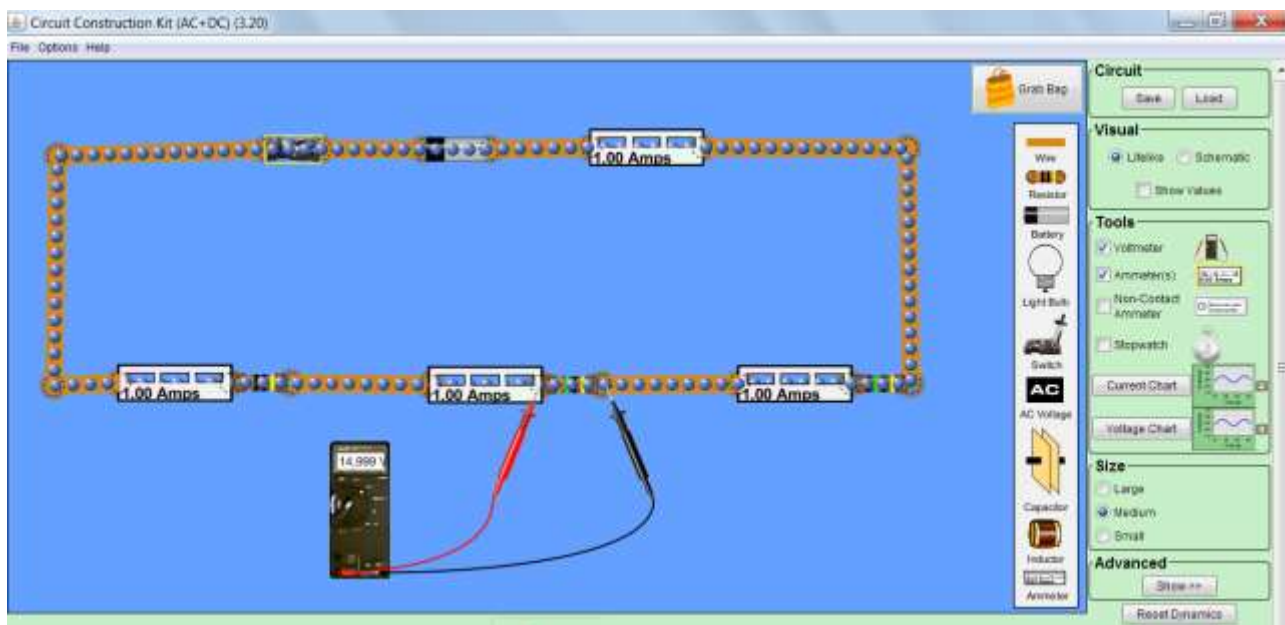 Circuit Construction Kit (AC+DC) (3.20)
File Options Help
Grab Bag
Circuit
Save Load
Visual
Lifelike Schematic
Show Values
Tools
Voltmeter
Ammeter(s)
Non-Contact
Ammeter
Stopwatch
Current Chart
Voltage Chart
Size
Large
Medium
Small
Advanced
Show >>
Reset Dynamics
Wire
Resistor
Battery
Light Bulb
Switch
AC
AC Voltage
Capacitor
Inductor
Ammeter
1.00 Amps
1.00 Amps
1.00 Amps
1.00 Amps
14.999 V